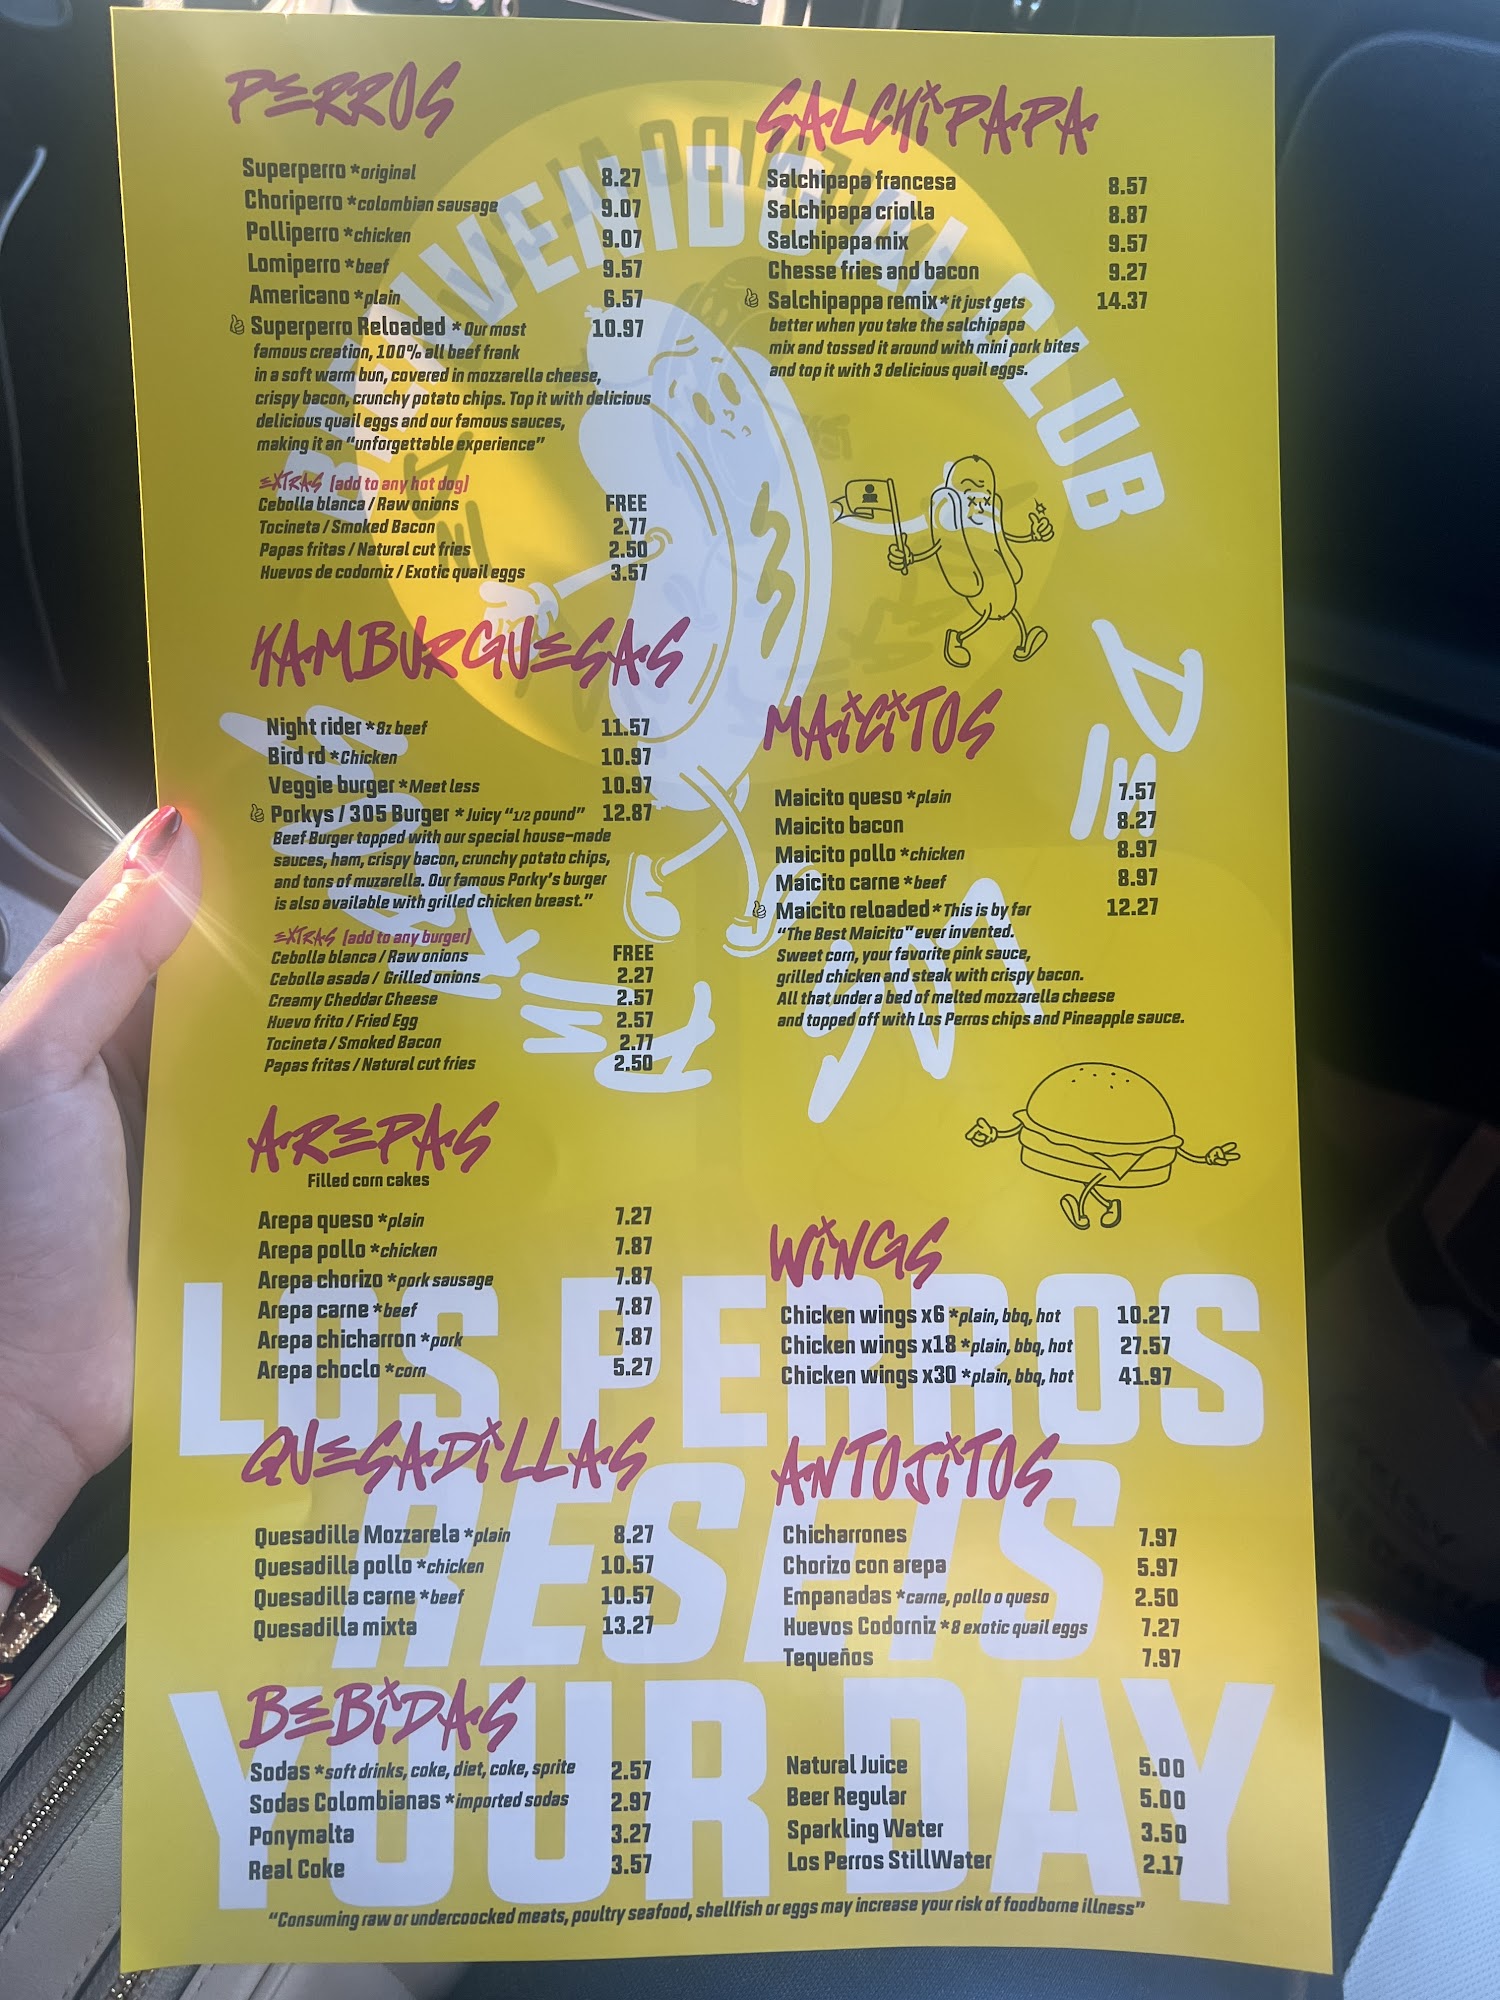 PERROS
Superperro *original 8.27
Choriperro *colombian sausage 9.07
Polliperro *chicken 9.07
Lomiperro *beef 9.57
Americano *plain 6.57
Superperro Reloaded *Our most 10.97
famous creation, 100% all beef frank
in a soft warm bun, covered in mozzarella cheese,
crispy bacon, crunchy potato chips. Top it with delicious
delicious quail eggs and our famous sauces,
making it an "unforgettable experience"
EXTRAS (add to any hot dog)
Cebolla blanca / Raw onions FREE
Tocineta / Smoked Bacon 2.77
Papas fritas / Natural cut fries 2.50
Huevos de codorniz / Exotic quail eggs 3.57
HAMBURGUESAS
Night rider *8z beef 11.57
Bird rd *Chicken 10.97
Veggie burger *Meet less 10.97
Porkys / 305 Burger *Juicy "1/2 pound" 12.87
Beef Burger topped with our special house-made
sauces, ham, crispy bacon, crunchy potato chips,
and tons of muzarella. Our famous Porky's burger
is also available with grilled chicken breast."
EXTRAS (add to any burger)
Cebolla blanca / Raw onions FREE
Cebolla asada / Grilled onions 2.27
Creamy Cheddar Cheese 2.57
Huevo frito / Fried Egg 2.57
Tocineta / Smoked Bacon 2.77
Papas fritas / Natural cut fries 2.50
AREPAS
Filled corn cakes
Arepa queso *plain 7.27
Arepa pollo *chicken 7.87
Arepa chorizo *pork sausage 7.87
Arepa carne *beef 7.87
Arepa chicharron *pork 7.87
Arepa choclo *corn 5.27
QUESADILLAS
Quesadilla Mozzarela *plain 8.27
Quesadilla pollo *chicken 10.57
Quesadilla carne *beef 10.57
Quesadilla mixta 13.27
BEBIDAS
Sodas *soft drinks, coke, diet, coke, sprite 2.57
Sodas Colombianas *imported sodas 2.97
Ponymalta 3.27
Real Coke 3.57
SALCHIPAPA
Salchipapa francesa 8.57
Salchipapa criolla 8.87
Salchipapa mix 9.57
Chesse fries and bacon 9.27
Salchipappa remix *it just gets 14.37
better when you take the salchipapa
mix and tossed it around with mini pork bites
and top it with 3 delicious quail eggs.
MAICITOS
Maicito queso *plain 7.57
Maicito bacon 8.27
Maicito pollo *chicken 8.97
Maicito carne *beef 8.97
Maicito reloaded *This is by far 12.27
"The Best Maicito" ever invented.
Sweet corn, your favorite pink sauce,
grilled chicken and steak with crispy bacon.
All that under a bed of melted mozzarella cheese
and topped off with Los Perros chips and Pineapple sauce.
WINGS
Chicken wings x6 *plain, bbq, hot 10.27
Chicken wings x18 *plain, bbq, hot 27.57
Chicken wings x30 *plain, bbq, hot 41.97
ANTOJITOS
Chicharrones 7.97
Chorizo con arepa 5.97
Empanadas *carne, pollo o queso 2.50
Huevos Codorniz *8 exotic quail eggs 7.27
Tequeños 7.97
Natural Juice 5.00
Beer Regular 5.00
Sparkling Water 3.50
Los Perros StillWater 2.17
"Consuming raw or undercoocked meats, poultry seafood, shellfish or eggs may increase your risk of foodborne illness"
BIENVENIDO AL CLUB
DE
LOS
LOS PERROS
RESETS
YOUR DAY